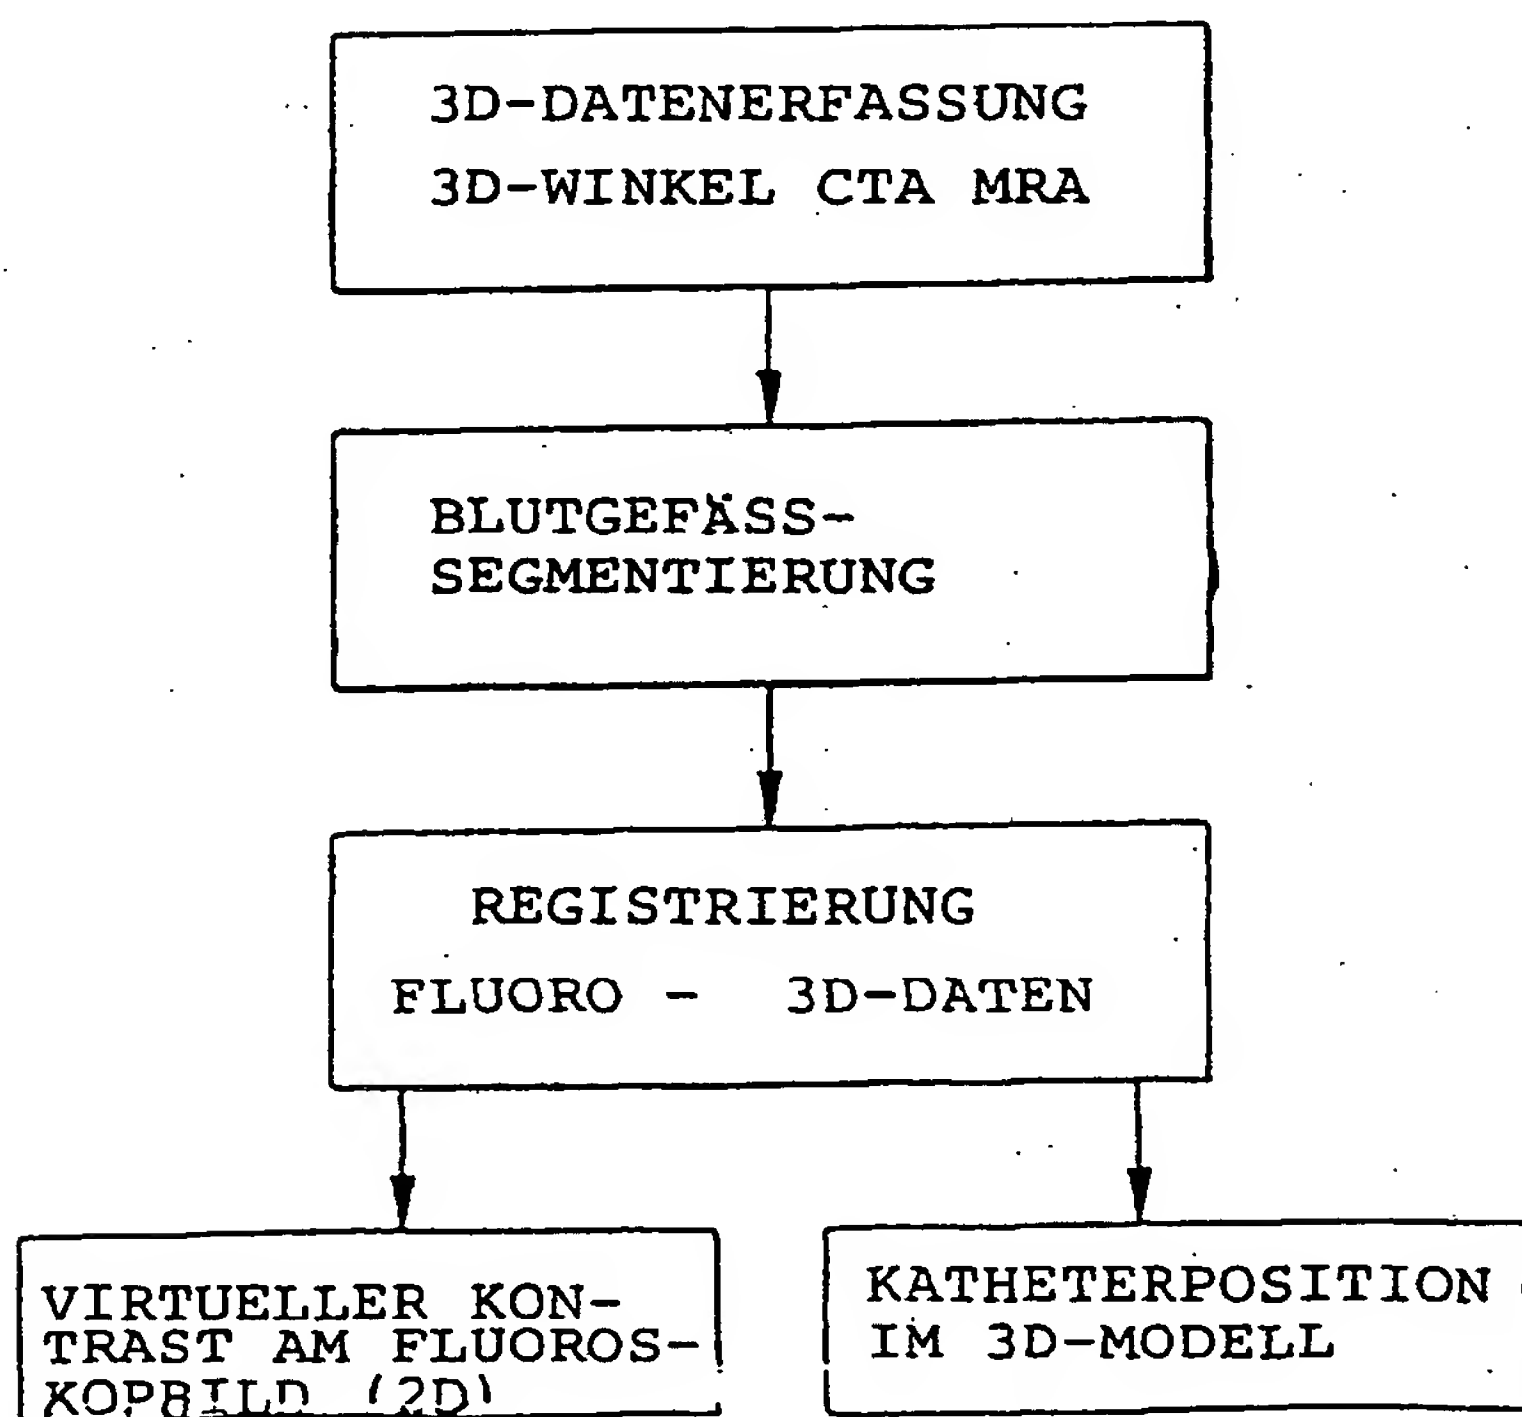 3D-DATENERFASSUNG
3D-WINKEL CTA MRA
BLUTGEFÄSS-
SEGMENTIERUNG
REGISTRIERUNG
FLUORO - 3D-DATEN
VIRTUELLER KON-
TRAST AM FLUOROS-
KOPBILD (2D)
KATHETERPOSITION
IM 3D-MODELL